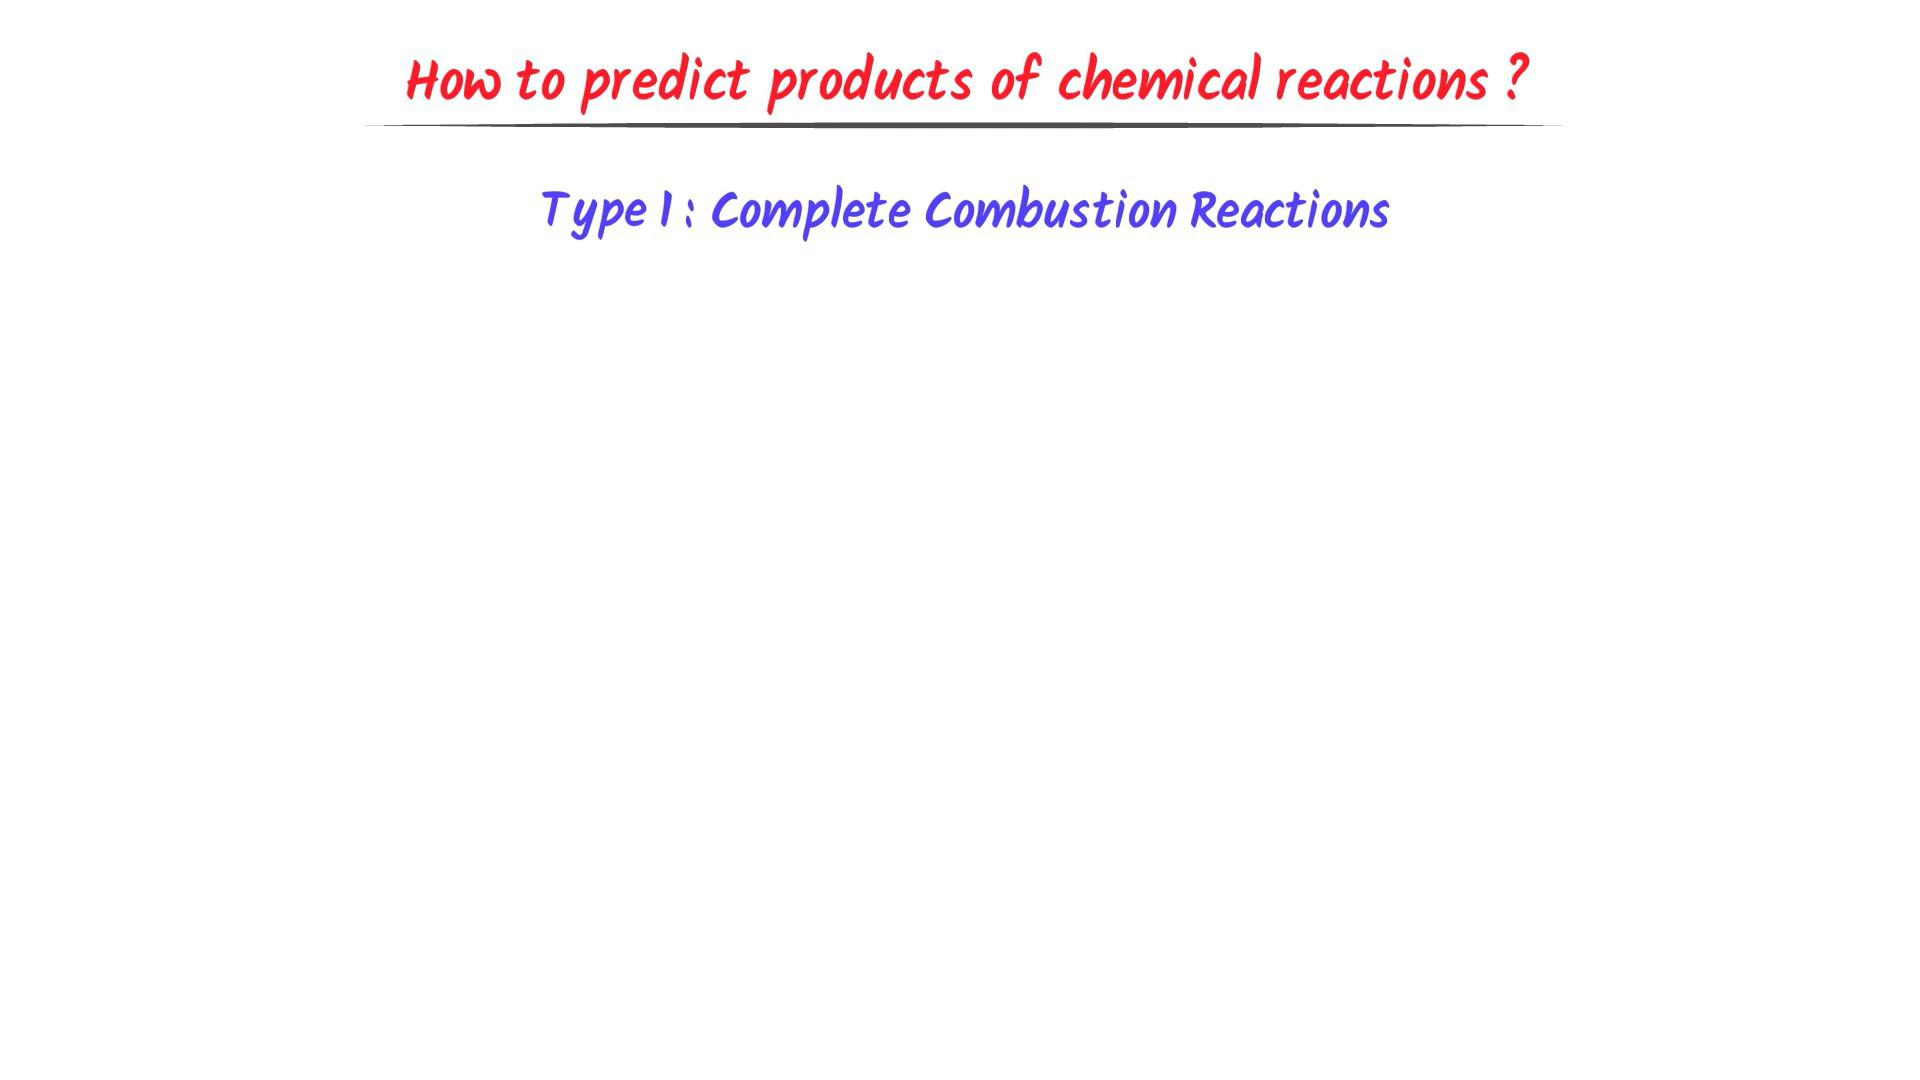 How to predict products of chemical reactions ?
Type 1 : Complete Combustion Reactions